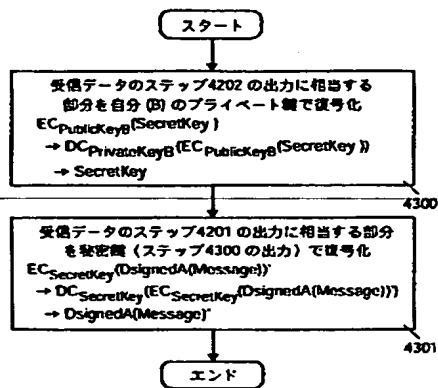 スタート
受信データのステップ4202 の出力に相当する
部分を自分 (B) のプライベート鍵で復号化
EC_PublicKeyB(SecretKey )
→ DC_PrivateKeyB(EC_PublicKeyB(SecretKey ))
→ SecretKey
4300
受信データのステップ4201 の出力に相当する部分
を秘密鍵（ステップ4300 の出力）で復号化
EC_SecretKey(DsignedA(Message))"
→ DC_SecretKey(EC_SecretKey(DsignedA(Message))")
→ DsignedA(Message)"
4301
エンド